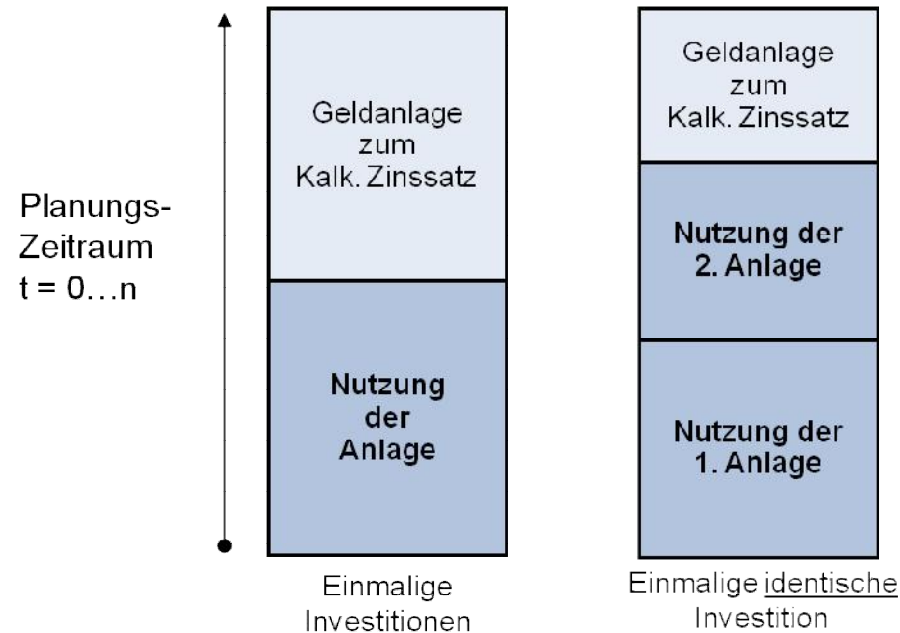 Planungs-
Zeitraum
t = 0...n
Geldanlage
zum
Kalk. Zinssatz
Nutzung
der
Anlage
Einmalige
Investitionen
Geldanlage
zum
Kalk. Zinssatz
Nutzung der
2. Anlage
Nutzung der
1. Anlage
Einmalige identische
Investition